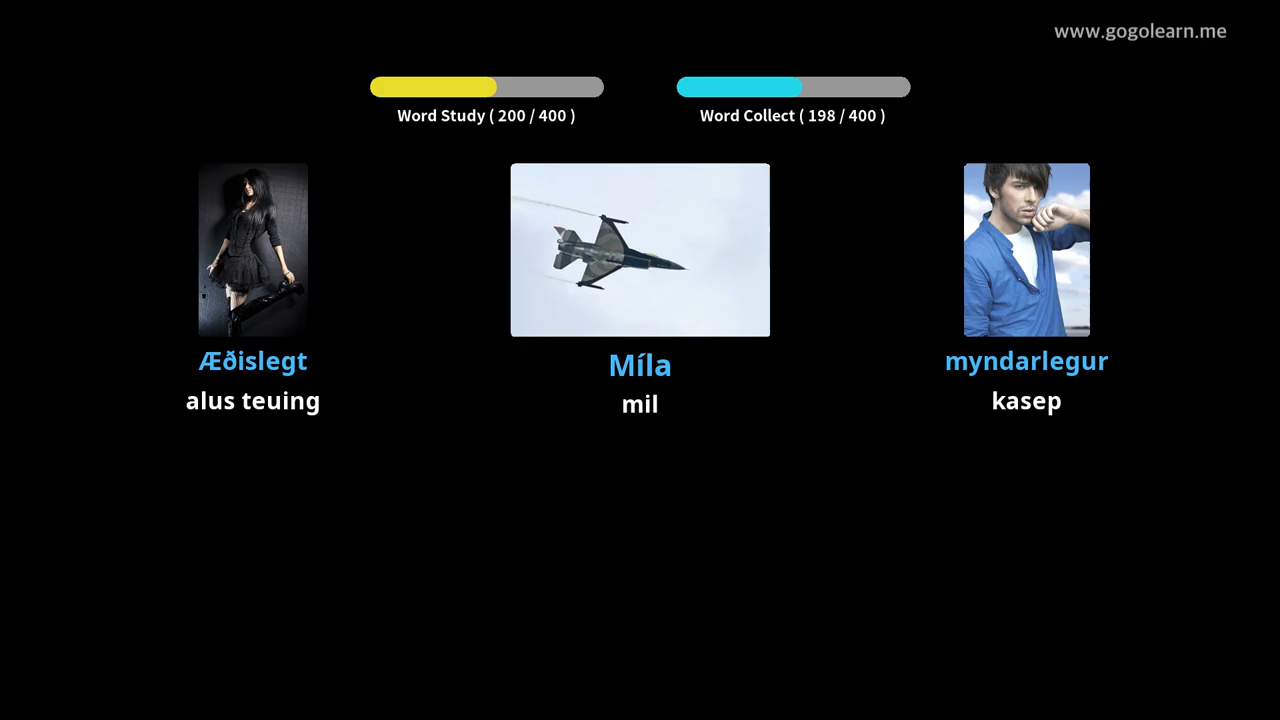 www.gogolearn.me
Word Study ( 200 / 400 )
Word Collect ( 198 / 400 )
Æðislegt
alus teuing
Míla
mil
myndarlegur
kasep